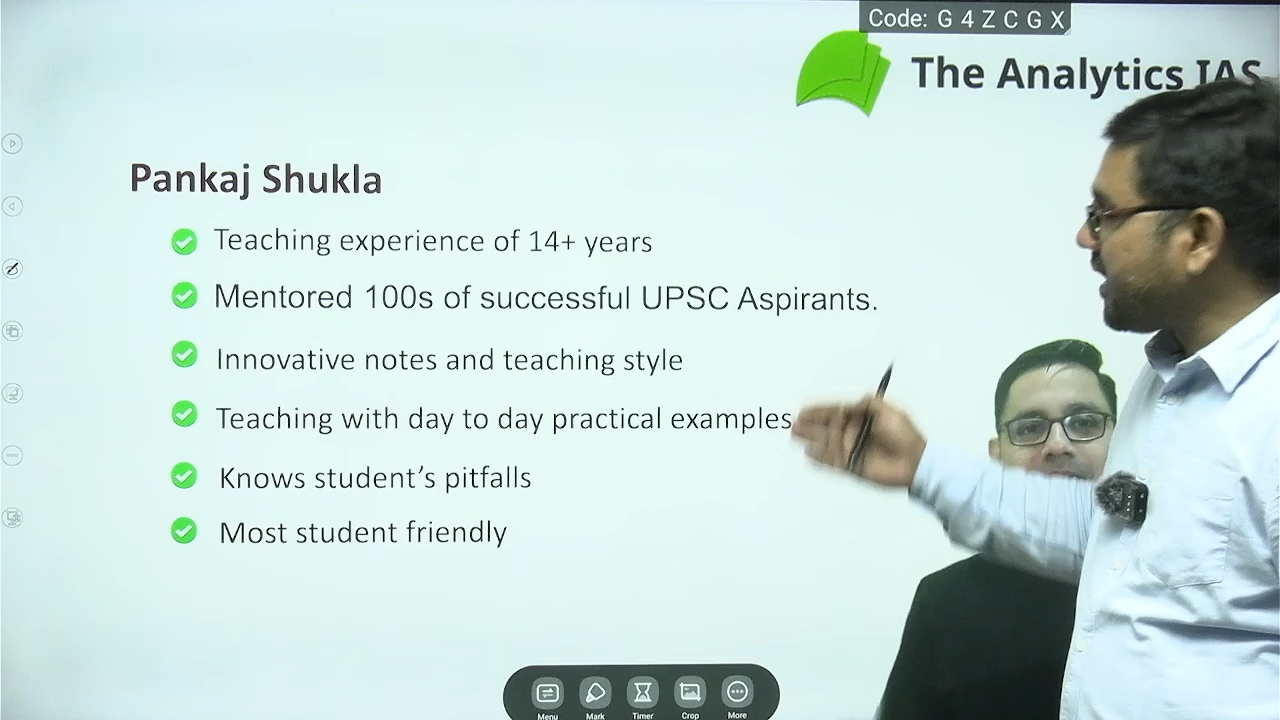 Code: G 4 Z C G X
The Analytics IAS
Pankaj Shukla
Teaching experience of 14+ years
Mentored 100s of successful UPSC Aspirants.
Innovative notes and teaching style
Teaching with day to day practical examples
Knows student's pitfalls
Most student friendly
Menu
Mark
Timer
Crop
More